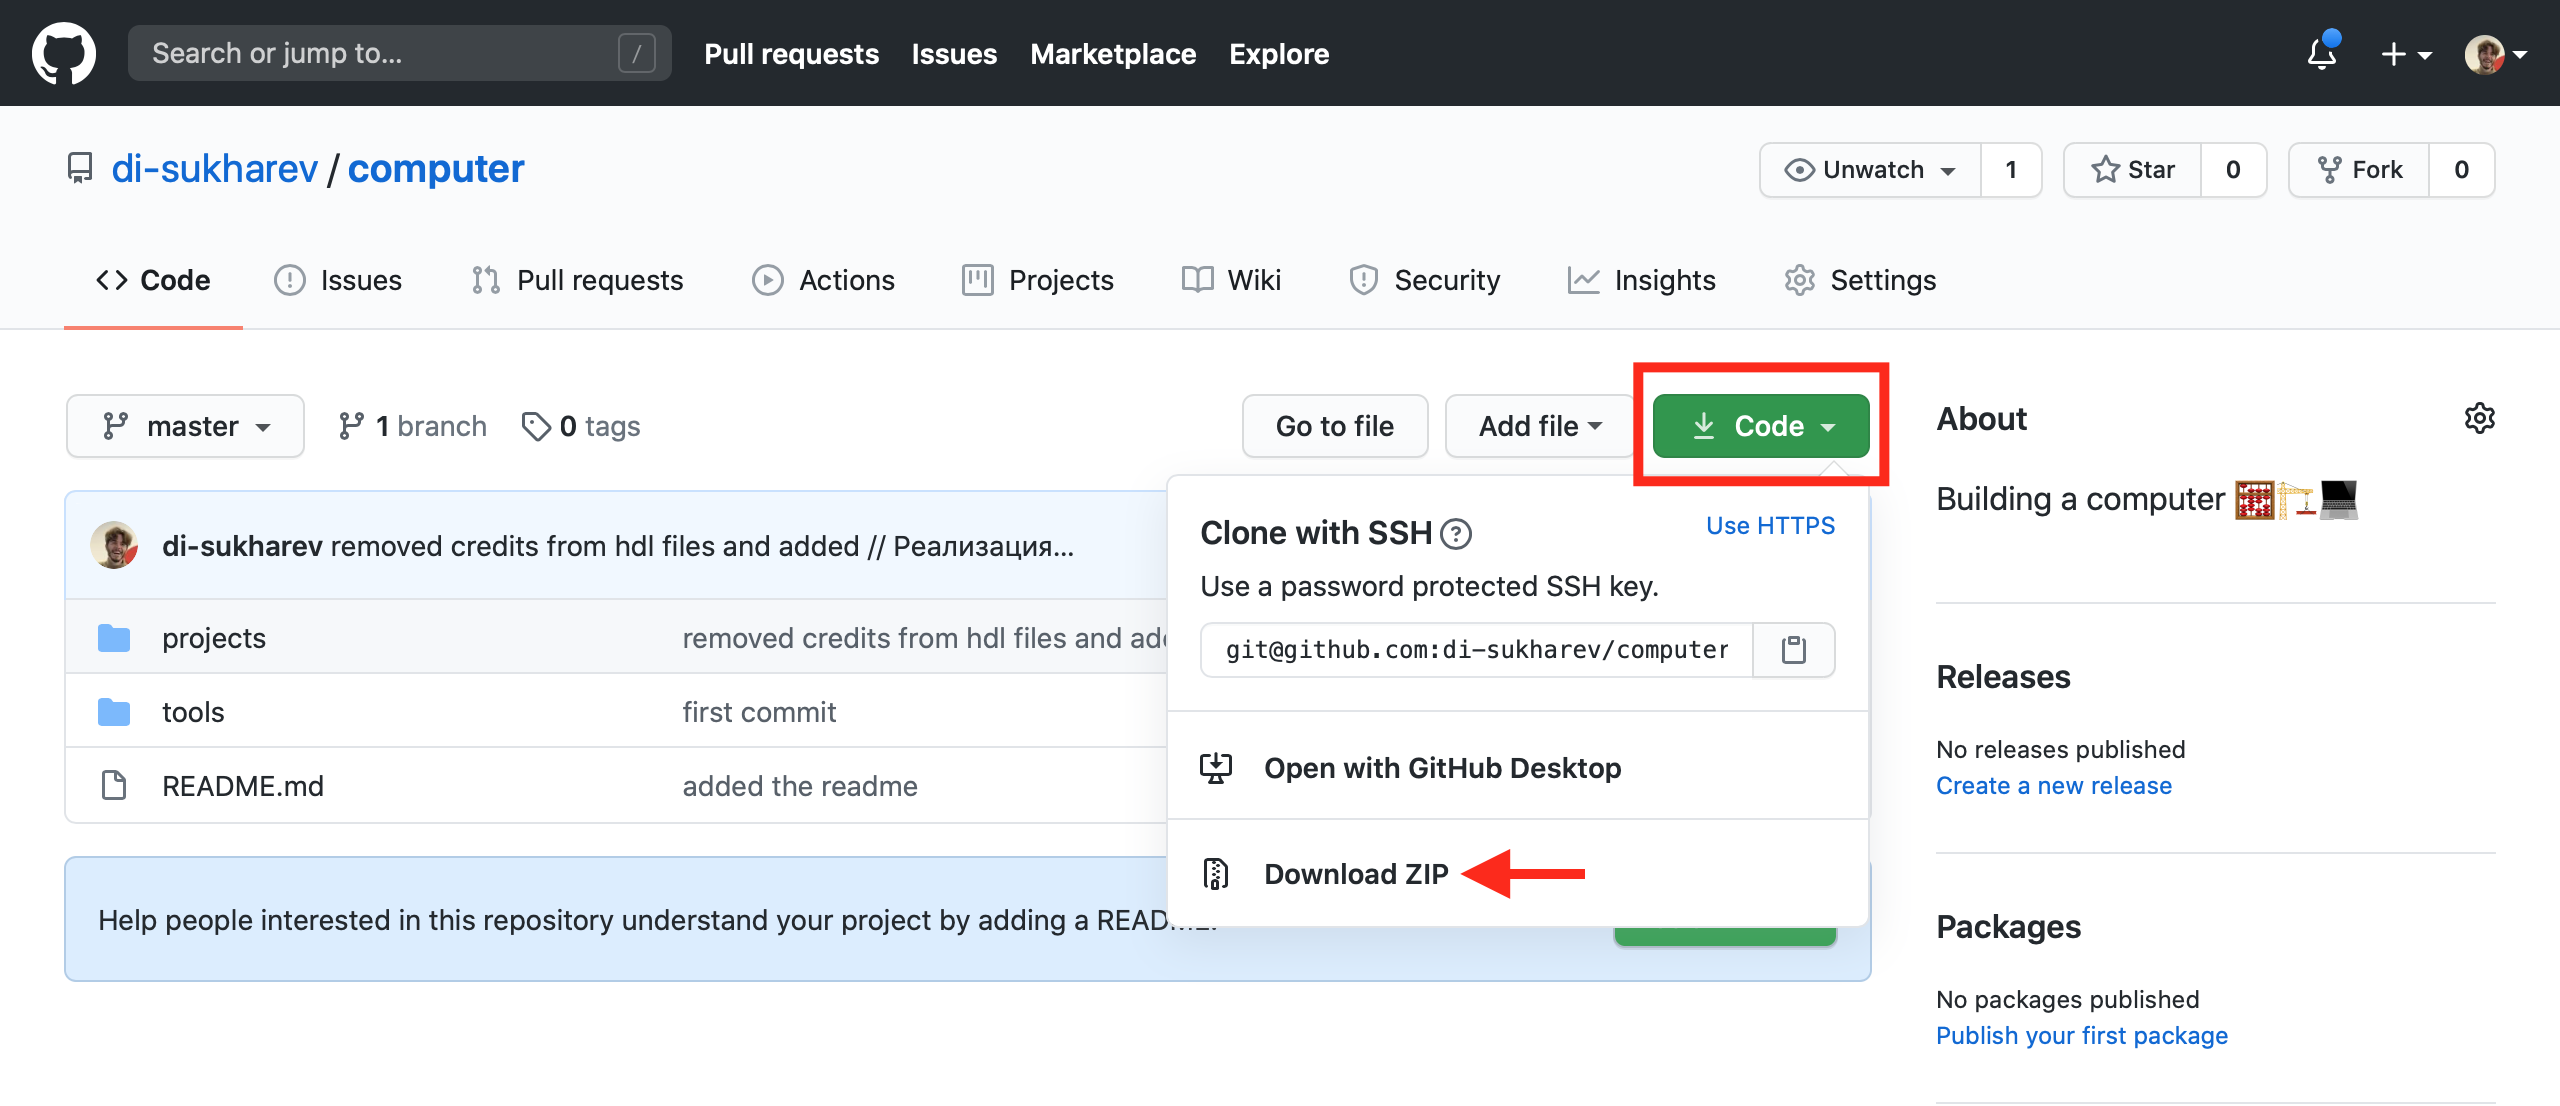 Search or jump to... /
Pull requests Issues Marketplace Explore
di-sukharev / computer
Unwatch 1 Star 0 Fork 0
Code Issues Pull requests Actions Projects Wiki Security Insights Settings
master 1 branch 0 tags
Go to file Add file Code
di-sukharev removed credits from hdl files and added // Реализация...
projects removed credits from hdl files and
tools first commit
README.md added the readme
Help people interested in this repository understand your project by adding a README.
Clone with SSH ? Use HTTPS
Use a password protected SSH key.
git@github.com:di-sukharev/computer
Open with GitHub Desktop
Download ZIP
About
Building a computer 🧮🏗️💻
Releases
No releases published
Create a new release
Packages
No packages published
Publish your first package